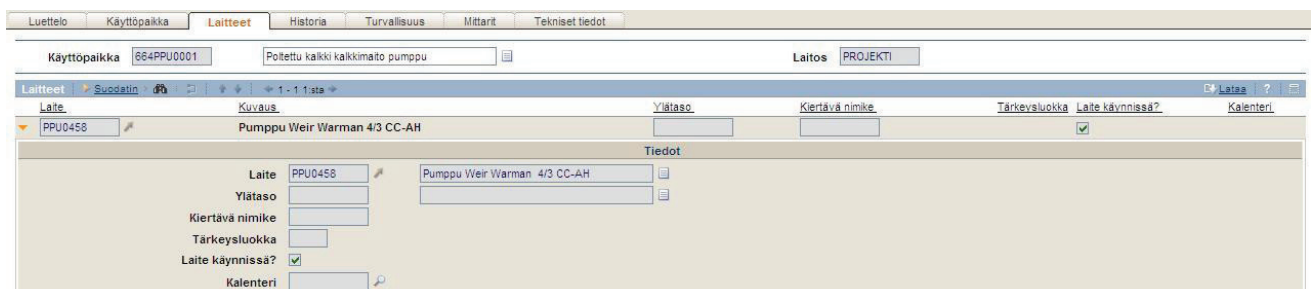 Luettelo Käyttöpaikka Laitteet Historia Turvallisuus Mittarit Tekniset tiedot
Käyttöpaikka 664PPU0001 Poltettu kalkki kalkkimaito pumppu Laitos PROJEKTI
Laitteet Suodatin 1 - 1 1:sta Lataa ?
Laite Kuvaus Ylätaso Kiertävä nimike Tärkeysluokka Laite käynnissä? Kalenteri
PPU0458 Pumppu Weir Warman 4/3 CC-AH
Tiedot
Laite PPU0458 Pumppu Weir Warman 4/3 CC-AH
Ylätaso
Kiertävä nimike
Tärkeysluokka
Laite käynnissä?
Kalenteri